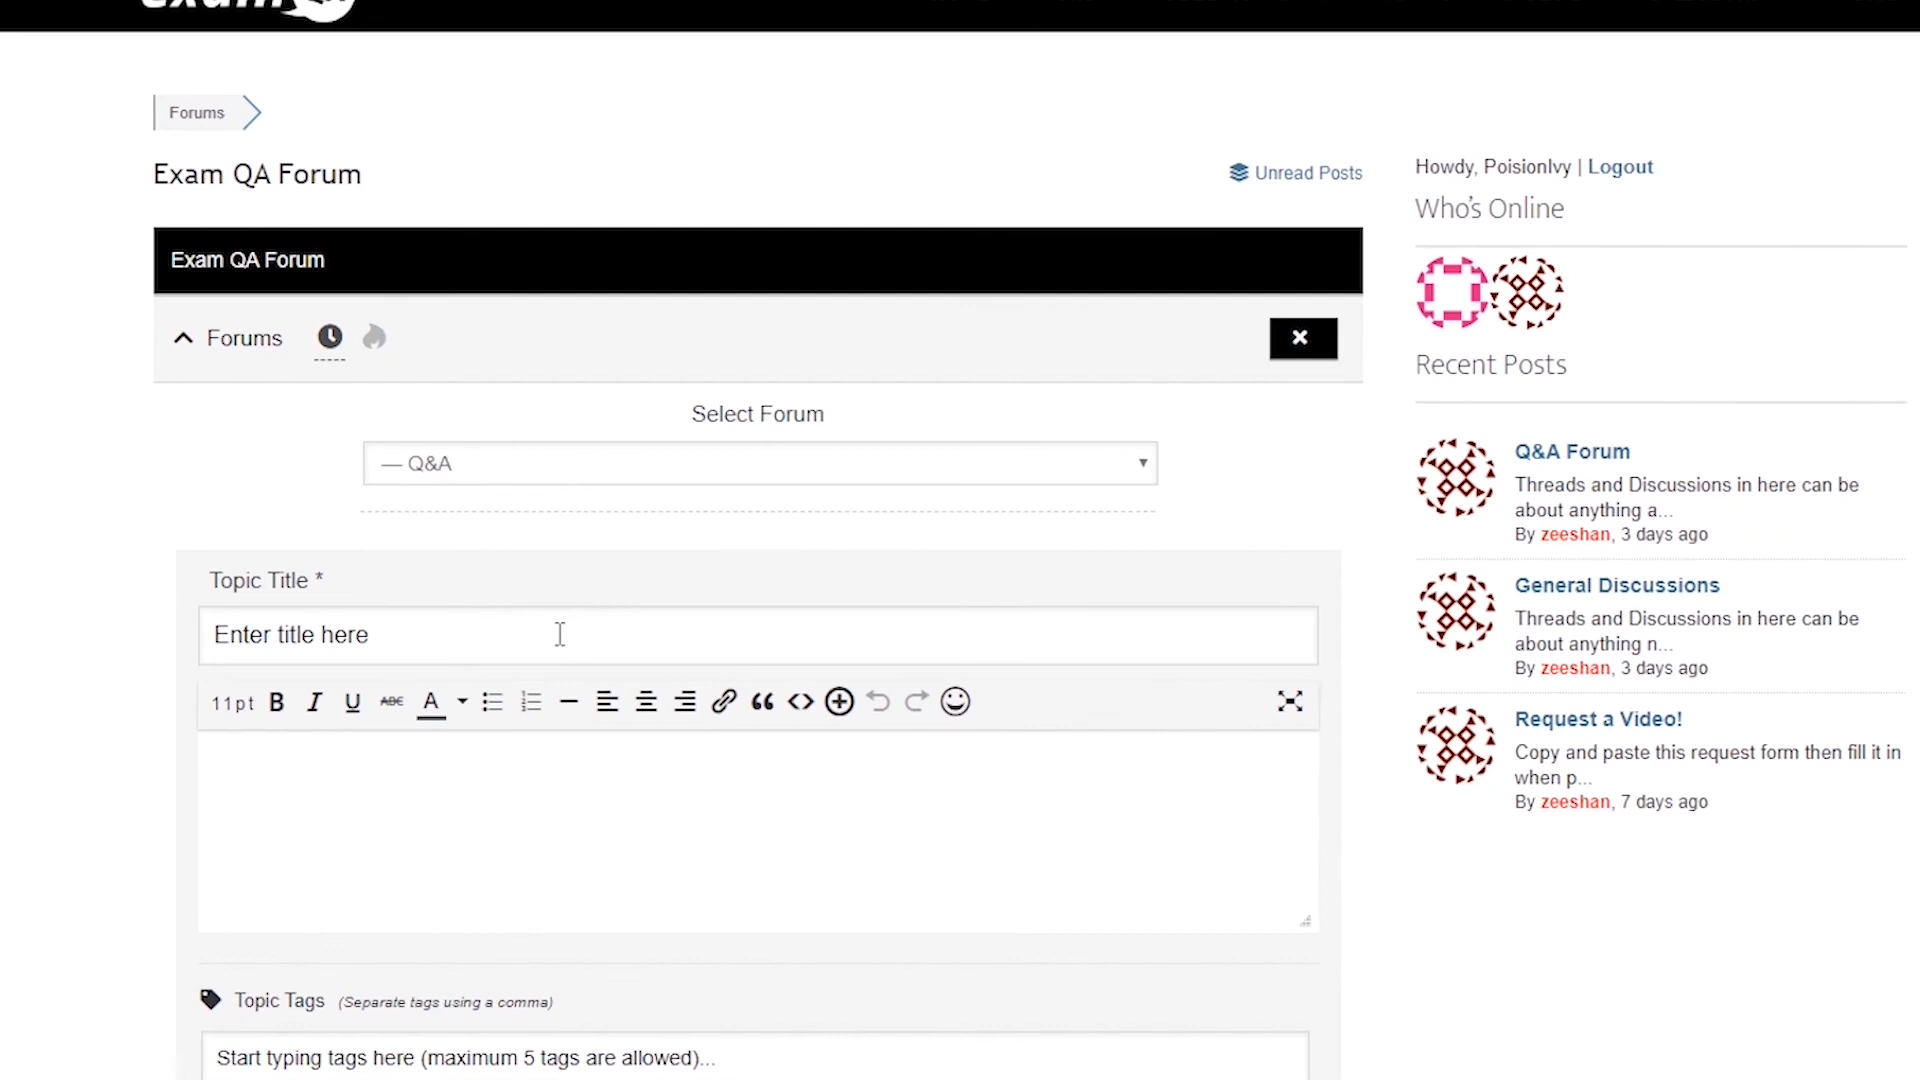 exam
Forums
Exam QA Forum
Unread Posts
Howdy, PoisionIvy | Logout
Who's Online
Exam QA Forum
Forums
Recent Posts
Select Forum
— Q&A
Q&A Forum
Threads and Discussions in here can be
about anything a...
By zeeshan, 3 days ago
Topic Title *
Enter title here
General Discussions
Threads and Discussions in here can be
about anything n...
By zeeshan, 3 days ago
11pt B I U ABC A
Request a Video!
Copy and paste this request form then fill it in
when p...
By zeeshan, 7 days ago
Topic Tags (Separate tags using a comma)
Start typing tags here (maximum 5 tags are allowed)...